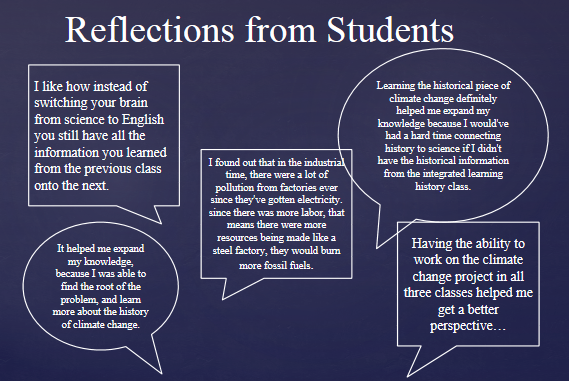 Reflections from Students
I like how instead of
switching your brain
from science to English
you still have all the
information you learned
from the previous class
onto the next.
Learning the historical piece of
climate change definitely
helped me expand my
knowledge because I would've
had a hard time connecting
history to science if I didn't
have the historical information
from the integrated learning
history class.
I found out that in the industrial
time, there were a lot of
pollution from factories ever
since they've gotten electricity.
since there was more labor, that
means there were more
resources being made like a
steel factory, they would burn
more fossil fuels.
It helped me expand
my knowledge,
because I was able to
find the root of the
problem, and learn
more about the history
of climate change.
Having the ability to
work on the climate
change project in all
three classes helped me
get a better
perspective…